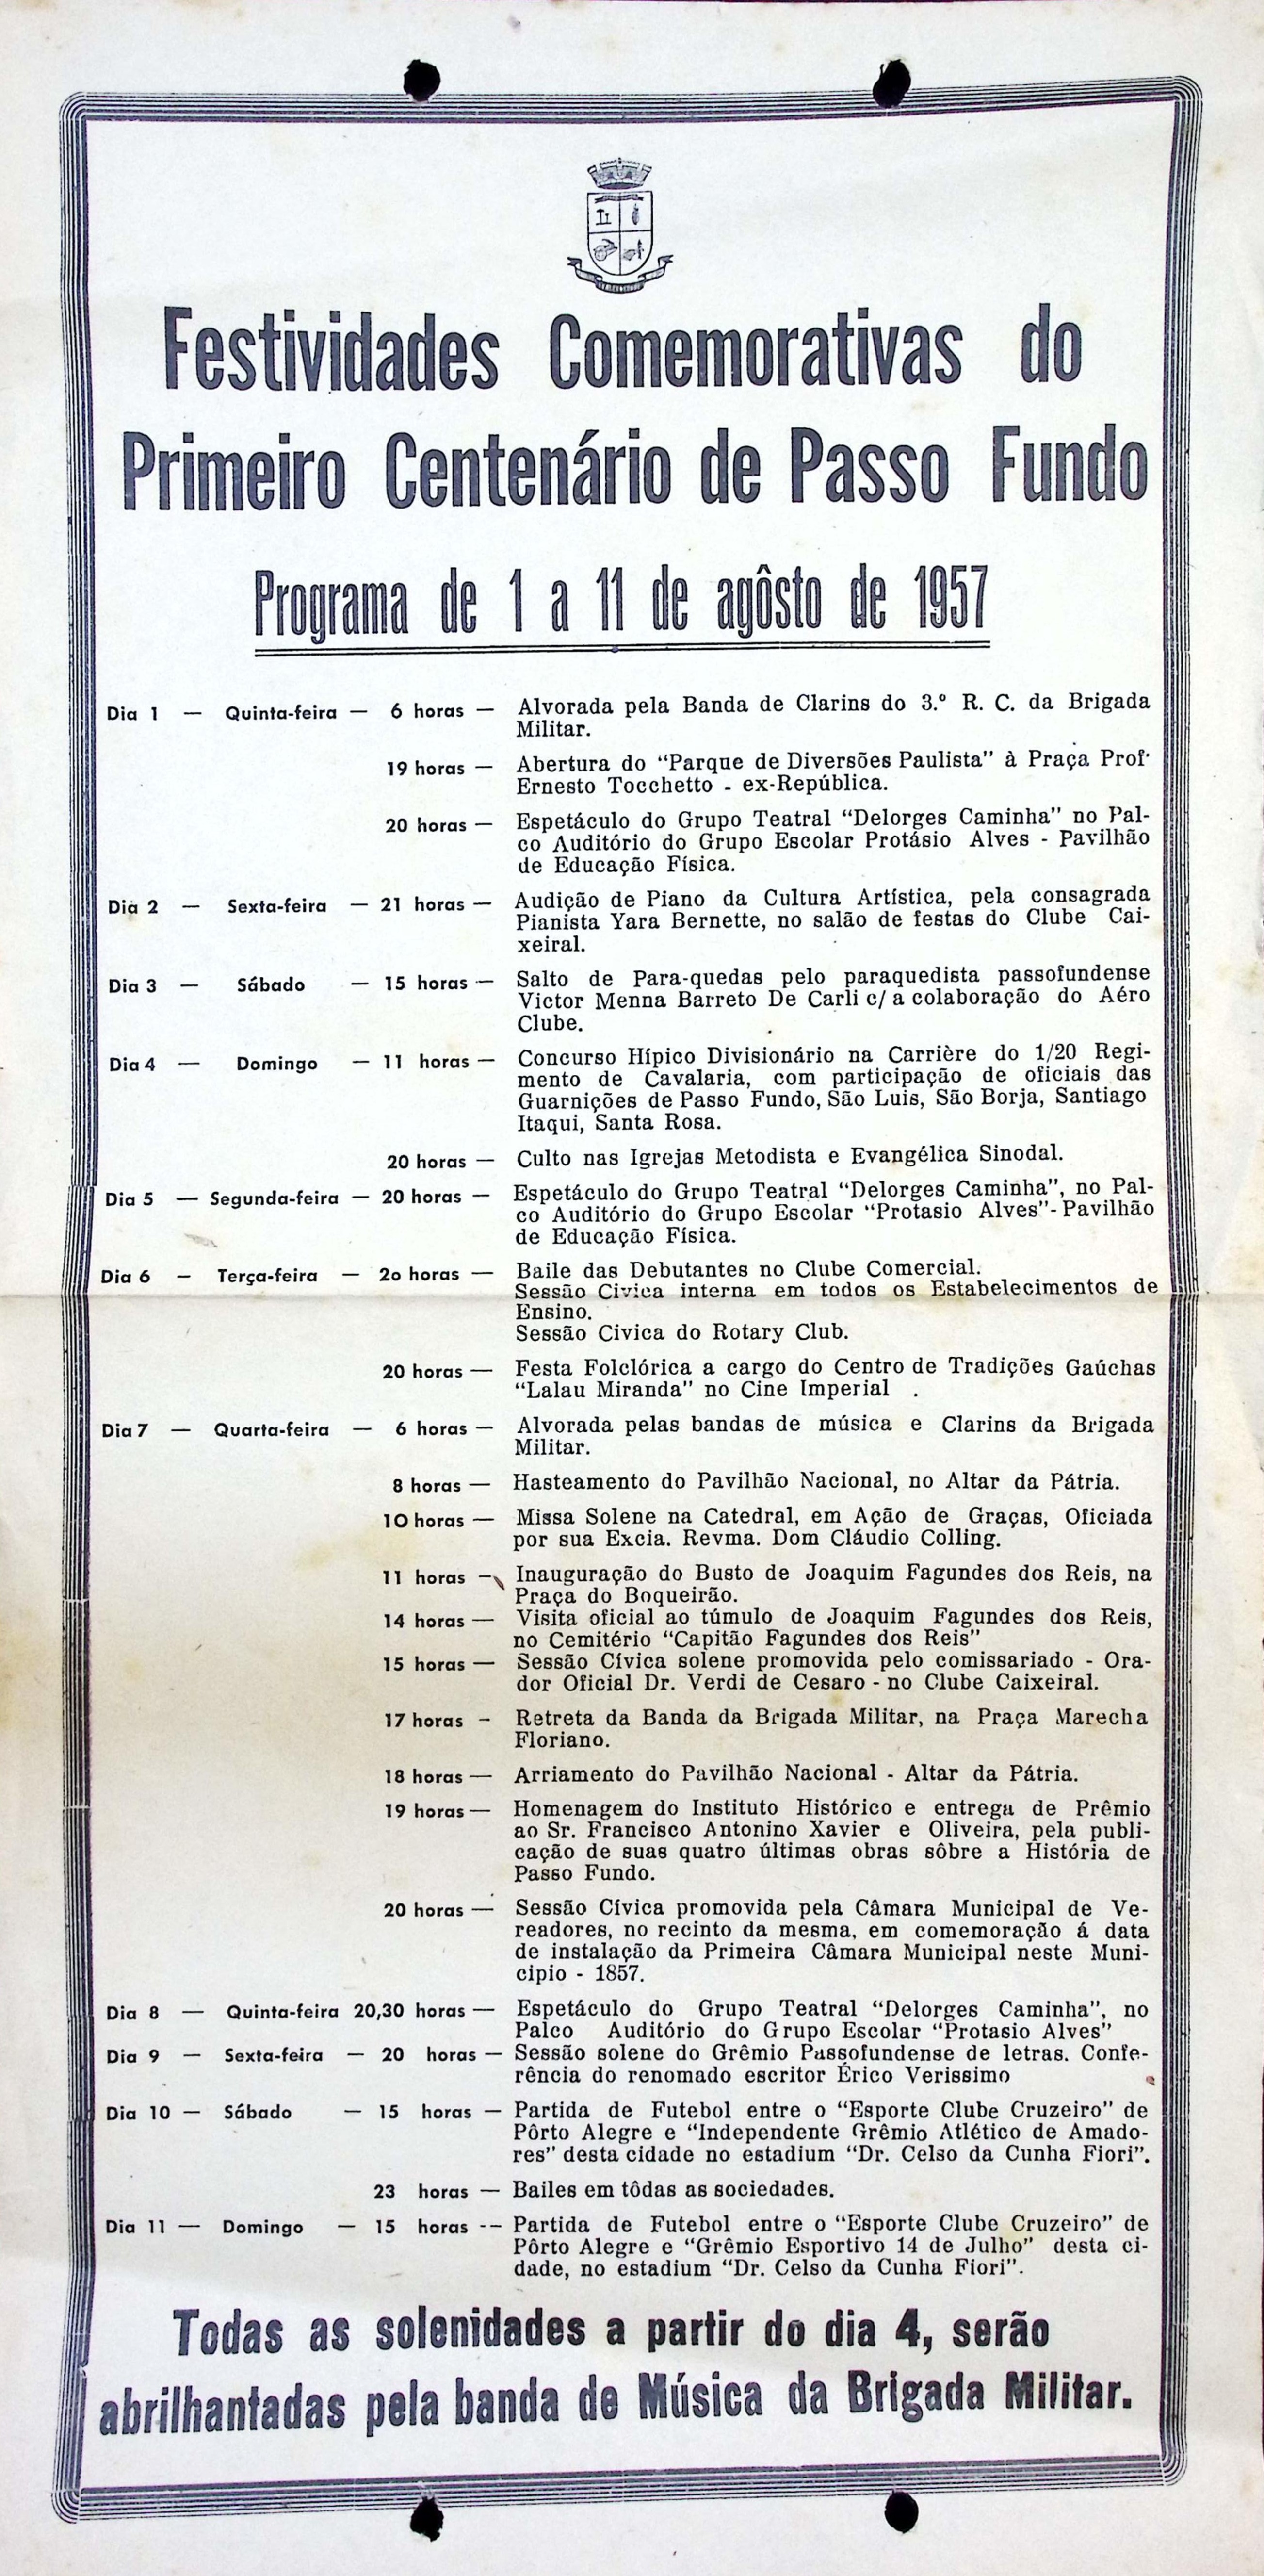 Festividades Comemorativas do
Primeiro Centenário de Passo Fundo
Programa de 1 a 11 de agôsto de 1957
Dia 1 — Quinta-feira — 6 horas — Alvorada pela Banda de Clarins do 3.º R. C. da Brigada
Militar.
19 horas — Abertura do “Parque de Diversões Paulista” à Praça Prof·
Ernesto Tocchetto - ex-República.
20 horas — Espetáculo do Grupo Teatral “Delorges Caminha” no Pal-
co Auditório do Grupo Escolar Protásio Alves - Pavilhão
de Educação Física.
Dia 2 — Sexta-feira — 21 horas — Audição de Piano da Cultura Artística, pela consagrada
Pianista Yara Bernette, no salão de festas do Clube Cai-
xeiral.
Dia 3 — Sábado — 15 horas — Salto de Para-quedas pelo paraquedista passofundense
Victor Menna Barreto De Carli c/ a colaboração do Aéro
Clube.
Dia 4 — Domingo — 11 horas — Concurso Hípico Divisionário na Carrière do 1/20 Regi-
mento de Cavalaria, com participação de oficiais das
Guarnições de Passo Fundo, São Luis, São Borja, Santiago
Itaqui, Santa Rosa.
20 horas — Culto nas Igrejas Metodista e Evangélica Sinodal.
Dia 5 — Segunda-feira — 20 horas — Espetáculo do Grupo Teatral “Delorges Caminha”, no Pal-
co Auditório do Grupo Escolar “Protasio Alves”- Pavilhão
de Educação Física.
Dia 6 — Terça-feira — 2o horas — Baile das Debutantes no Clube Comercial.
Sessão Civica interna em todos os Estabelecimentos de
Ensino.
Sessão Civica do Rotary Club.
20 horas — Festa Folclórica a cargo do Centro de Tradições Gaúchas
“Lalau Miranda” no Cine Imperial .
Dia 7 — Quarta-feira — 6 horas — Alvorada pelas bandas de música e Clarins da Brigada
Militar.
8 horas — Hasteamento do Pavilhão Nacional, no Altar da Pátria.
10 horas — Missa Solene na Catedral, em Ação de Graças, Oficiada
por sua Excia. Revma. Dom Cláudio Colling.
11 horas — Inauguração do Busto de Joaquim Fagundes dos Reis, na
Praça do Boqueirão.
14 horas — Visita oficial ao túmulo de Joaquim Fagundes dos Reis,
no Cemitério “Capitão Fagundes dos Reis”
15 horas — Sessão Cívica solene promovida pelo comissariado - Ora-
dor Oficial Dr. Verdi de Cesaro - no Clube Caixeiral.
17 horas — Retreta da Banda da Brigada Militar, na Praça Marecha
Floriano.
18 horas — Arriamento do Pavilhão Nacional - Altar da Pátria.
19 horas — Homenagem do Instituto Histórico e entrega de Prêmio
ao Sr. Francisco Antonino Xavier e Oliveira, pela publi-
cação de suas quatro últimas obras sôbre a História de
Passo Fundo.
20 horas — Sessão Cívica promovida pela Câmara Municipal de Ve-
readores, no recinto da mesma, em comemoração á data
de instalação da Primeira Câmara Municipal neste Muni-
cipio - 1857.
Dia 8 — Quinta-feira 20,30 horas — Espetáculo do Grupo Teatral “Delorges Caminha”, no
Palco Auditório do Grupo Escolar “Protasio Alves”
Dia 9 — Sexta-feira — 20 horas — Sessão solene do Grêmio Passofundense de letras. Confe-
rência do renomado escritor Érico Verissimo
Dia 10 — Sábado — 15 horas — Partida de Futebol entre o “Esporte Clube Cruzeiro” de
Pôrto Alegre e “Independente Grêmio Atlético de Amado-
res” desta cidade no estadium “Dr. Celso da Cunha Fiori”.
23 horas — Bailes em tôdas as sociedades.
Dia 11 — Domingo — 15 horas -- Partida de Futebol entre o “Esporte Clube Cruzeiro” de
Pôrto Alegre e “Grêmio Esportivo 14 de Julho” desta ci-
dade, no estadium “Dr. Celso da Cunha Fiori”.
Todas as solenidades a partir do dia 4, serão
abrilhantadas pela banda de Música da Brigada Militar.